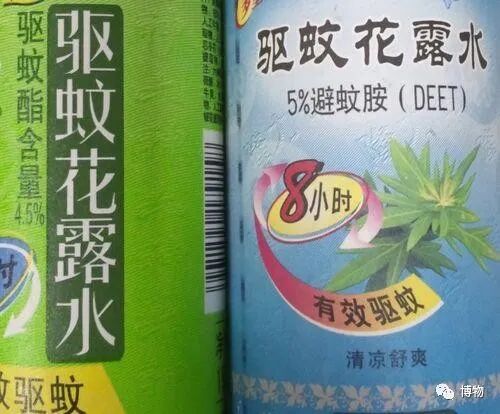 驱蚊酯含量4.5%
驱蚊花露水
时
效驱蚊
驱蚊花露水
5%避蚊胺（DEET）
8小时
有效驱蚊
清凉舒爽
博物